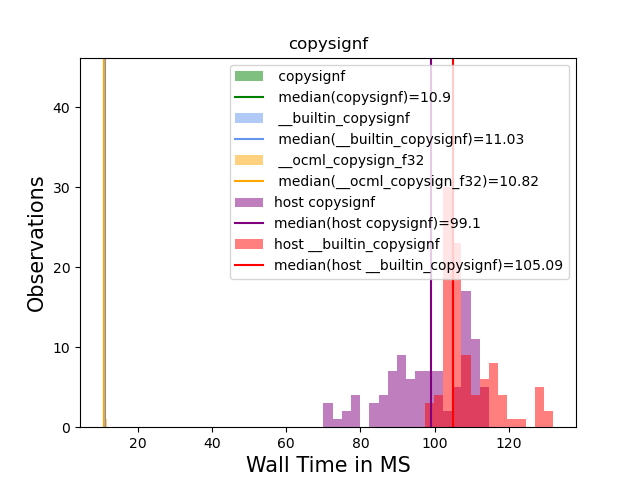 copysignf
40
30
20
10
0
Observations
copysignf
median(copysignf)=10.9
__builtin_copysignf
median(__builtin_copysignf)=11.03
__ocml_copysign_f32
median(__ocml_copysign_f32)=10.82
host copysignf
median(host copysignf)=99.1
host __builtin_copysignf
median(host __builtin_copysignf)=105.09
20 40 60 80 100 120
Wall Time in MS